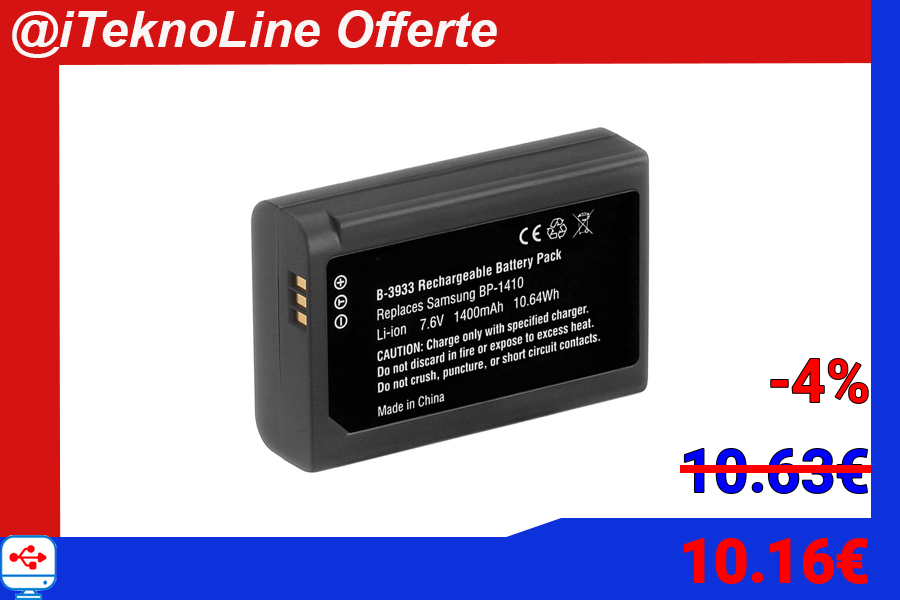 @iTeknoLine Offerte
CE
B-3933 Rechargeable Battery Pack
Replaces Samsung BP-1410
Li-ion 7.6V 1400mAh 10.64Wh
CAUTION: Charge only with specified charger.
Do not discard in fire or expose to excess heat.
Do not crush, puncture, or short circuit contacts.
Made in China
-4%
10.63€
10.16€